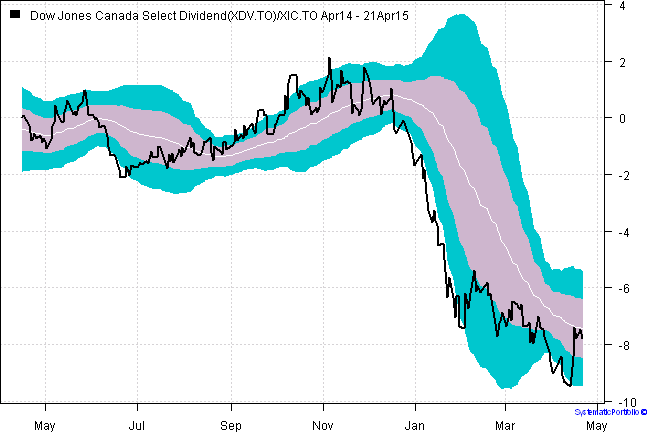 Dow Jones Canada Select Dividend(XDV.TO)/XIC.TO Apr14 - 21Apr15
4
2
0
-2
-4
-6
-8
-10
SystematicPortfolio ©
May Jul Sep Nov Jan Mar May